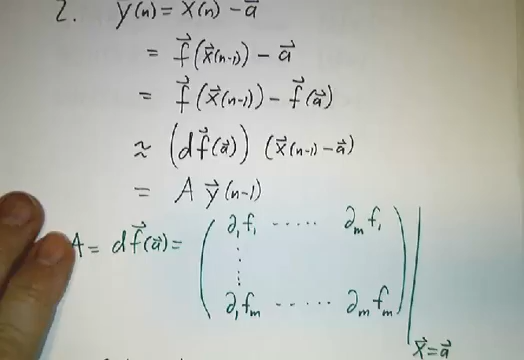 2. y(n) = x(n) - a⃗
= f⃗(x⃗(n-1)) - a⃗
= f⃗(x⃗(n-1)) - f⃗(a⃗)
≈ (df⃗(a⃗)) (x⃗(n-1) - a⃗)
= A y⃗(n-1)
A = df⃗(a⃗) = ( ∂₁f₁ ..... ∂ₘf₁
⋮
∂₁fₘ ..... ∂ₘfₘ ) | x⃗=a⃗